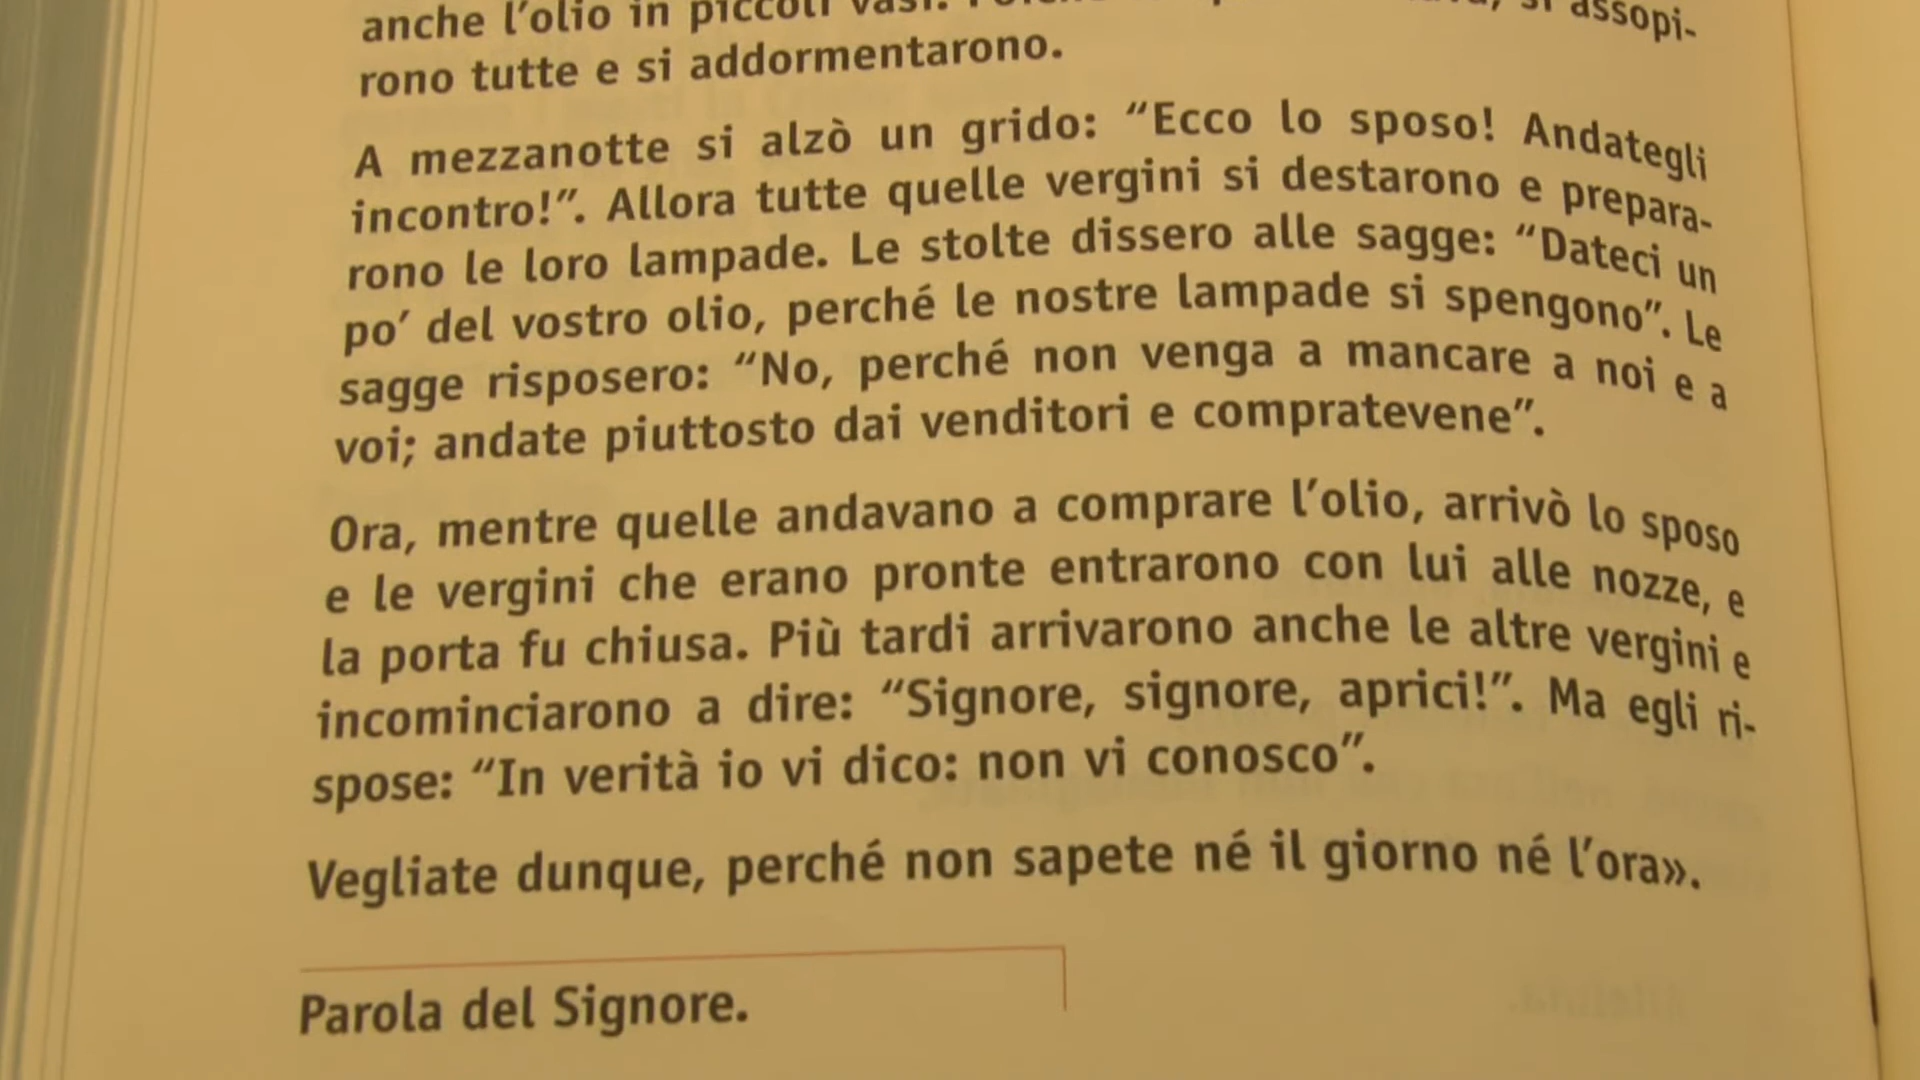 anche l’olio in piccoli vasi. si assopi-
rono tutte e si addormentarono.
A mezzanotte si alzò un grido: “Ecco lo sposo! Andategli
incontro!”. Allora tutte quelle vergini si destarono e prepara-
rono le loro lampade. Le stolte dissero alle sagge: “Dateci un
po’ del vostro olio, perché le nostre lampade si spengono”. Le
sagge risposero: “No, perché non venga a mancare a noi e a
voi; andate piuttosto dai venditori e compratevene”.
Ora, mentre quelle andavano a comprare l’olio, arrivò lo sposo
e le vergini che erano pronte entrarono con lui alle nozze, e
la porta fu chiusa. Più tardi arrivarono anche le altre vergini e
incominciarono a dire: “Signore, signore, aprici!”. Ma egli ri-
spose: “In verità io vi dico: non vi conosco”.
Vegliate dunque, perché non sapete né il giorno né l’ora».
Parola del Signore.